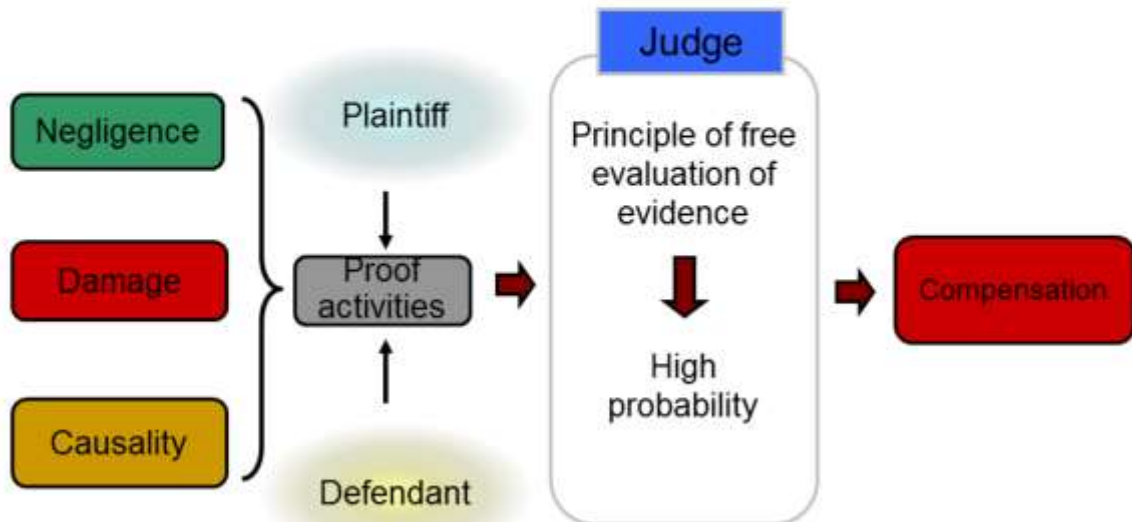 Negligence
Damage
Causality
Plaintiff
Proof
activities
Defendant
Judge
Principle of free
evaluation of
evidence
High
probability
Compensation